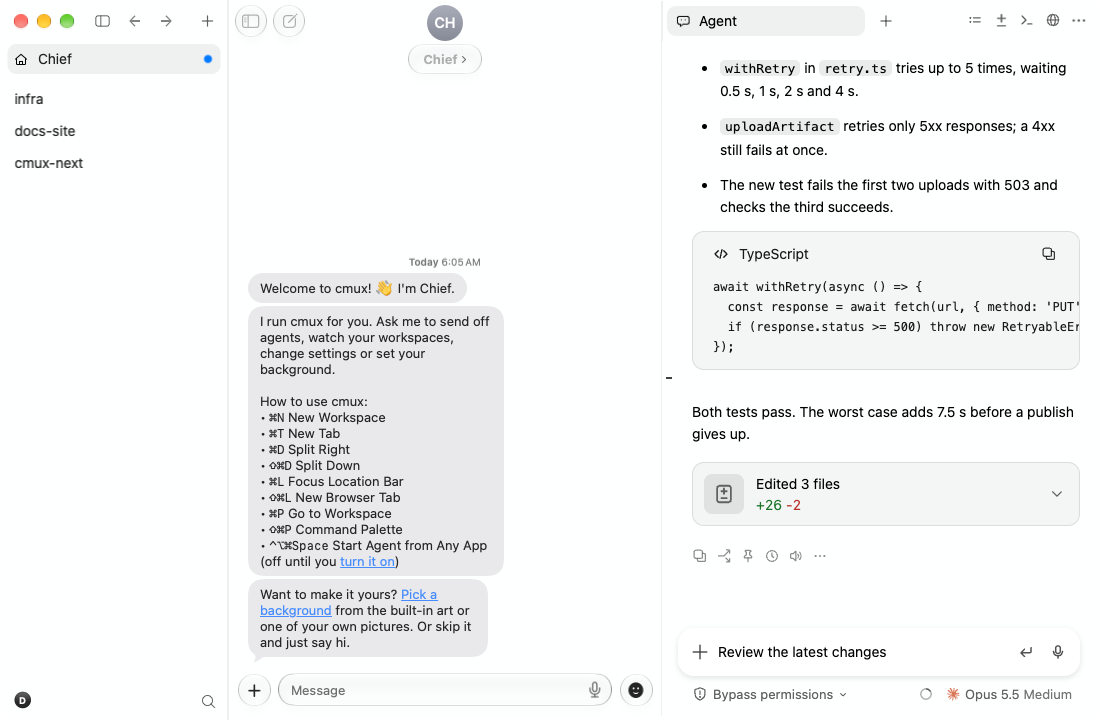 Chief
infra
docs-site
cmux-next
D
CH
Chief
Today 6:05 AM
Welcome to cmux! 👋 I'm Chief.
I run cmux for you. Ask me to send off
agents, watch your workspaces,
change settings or set your
background.
How to use cmux:
• ⌘N New Workspace
• ⌘T New Tab
• ⌘D Split Right
• ⇧⌘D Split Down
• ⌘L Focus Location Bar
• ⇧⌘L New Browser Tab
• ⌘P Go to Workspace
• ⇧⌘P Command Palette
• ^⌥⌘Space Start Agent from Any App
(off until you turn it on)
Want to make it yours? Pick a
background from the built-in art or
one of your own pictures. Or skip it
and just say hi.
Message
Agent
• withRetry in retry.ts tries up to 5 times, waiting
0.5 s, 1 s, 2 s and 4 s.
• uploadArtifact retries only 5xx responses; a 4xx
still fails at once.
• The new test fails the first two uploads with 503 and
checks the third succeeds.
TypeScript
await withRetry(async () => {
  const response = await fetch(url, { method: 'PUT'
  if (response.status >= 500) throw new RetryableEr
});
Both tests pass. The worst case adds 7.5 s before a publish
gives up.
Edited 3 files
+26 -2
Review the latest changes
Bypass permissions
Opus 5.5 Medium